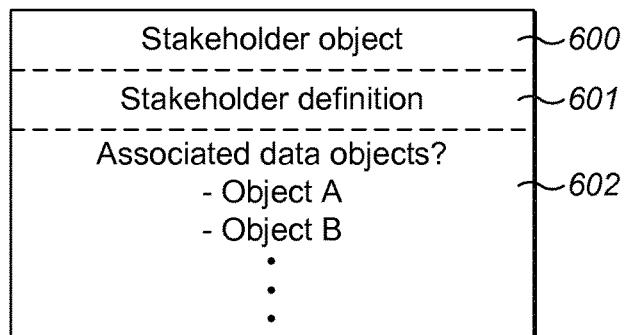 Stakeholder object 600
Stakeholder definition 601
Associated data objects? 602
- Object A
- Object B